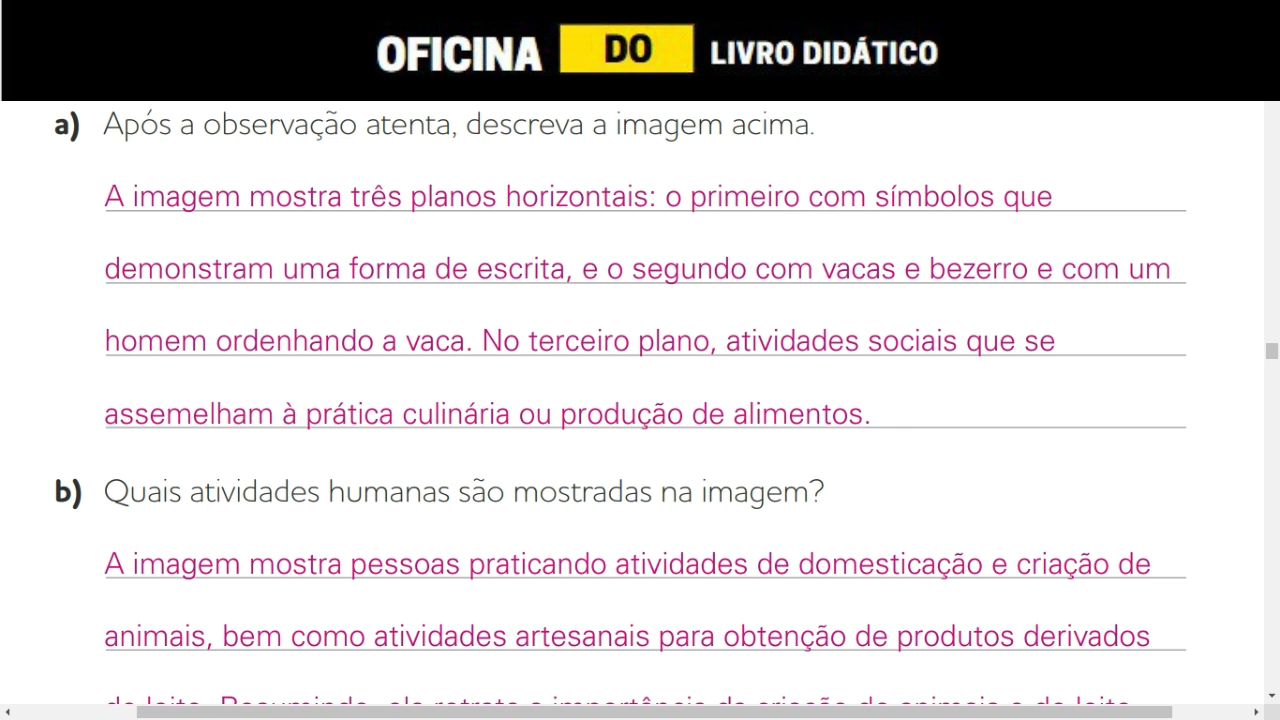 OFICINA DO LIVRO DIDÁTICO
a) Após a observação atenta, descreva a imagem acima.
A imagem mostra três planos horizontais: o primeiro com símbolos que
demonstram uma forma de escrita, e o segundo com vacas e bezerro e com um
homem ordenhando a vaca. No terceiro plano, atividades sociais que se
assemelham à prática culinária ou produção de alimentos.
b) Quais atividades humanas são mostradas na imagem?
A imagem mostra pessoas praticando atividades de domesticação e criação de
animais, bem como atividades artesanais para obtenção de produtos derivados